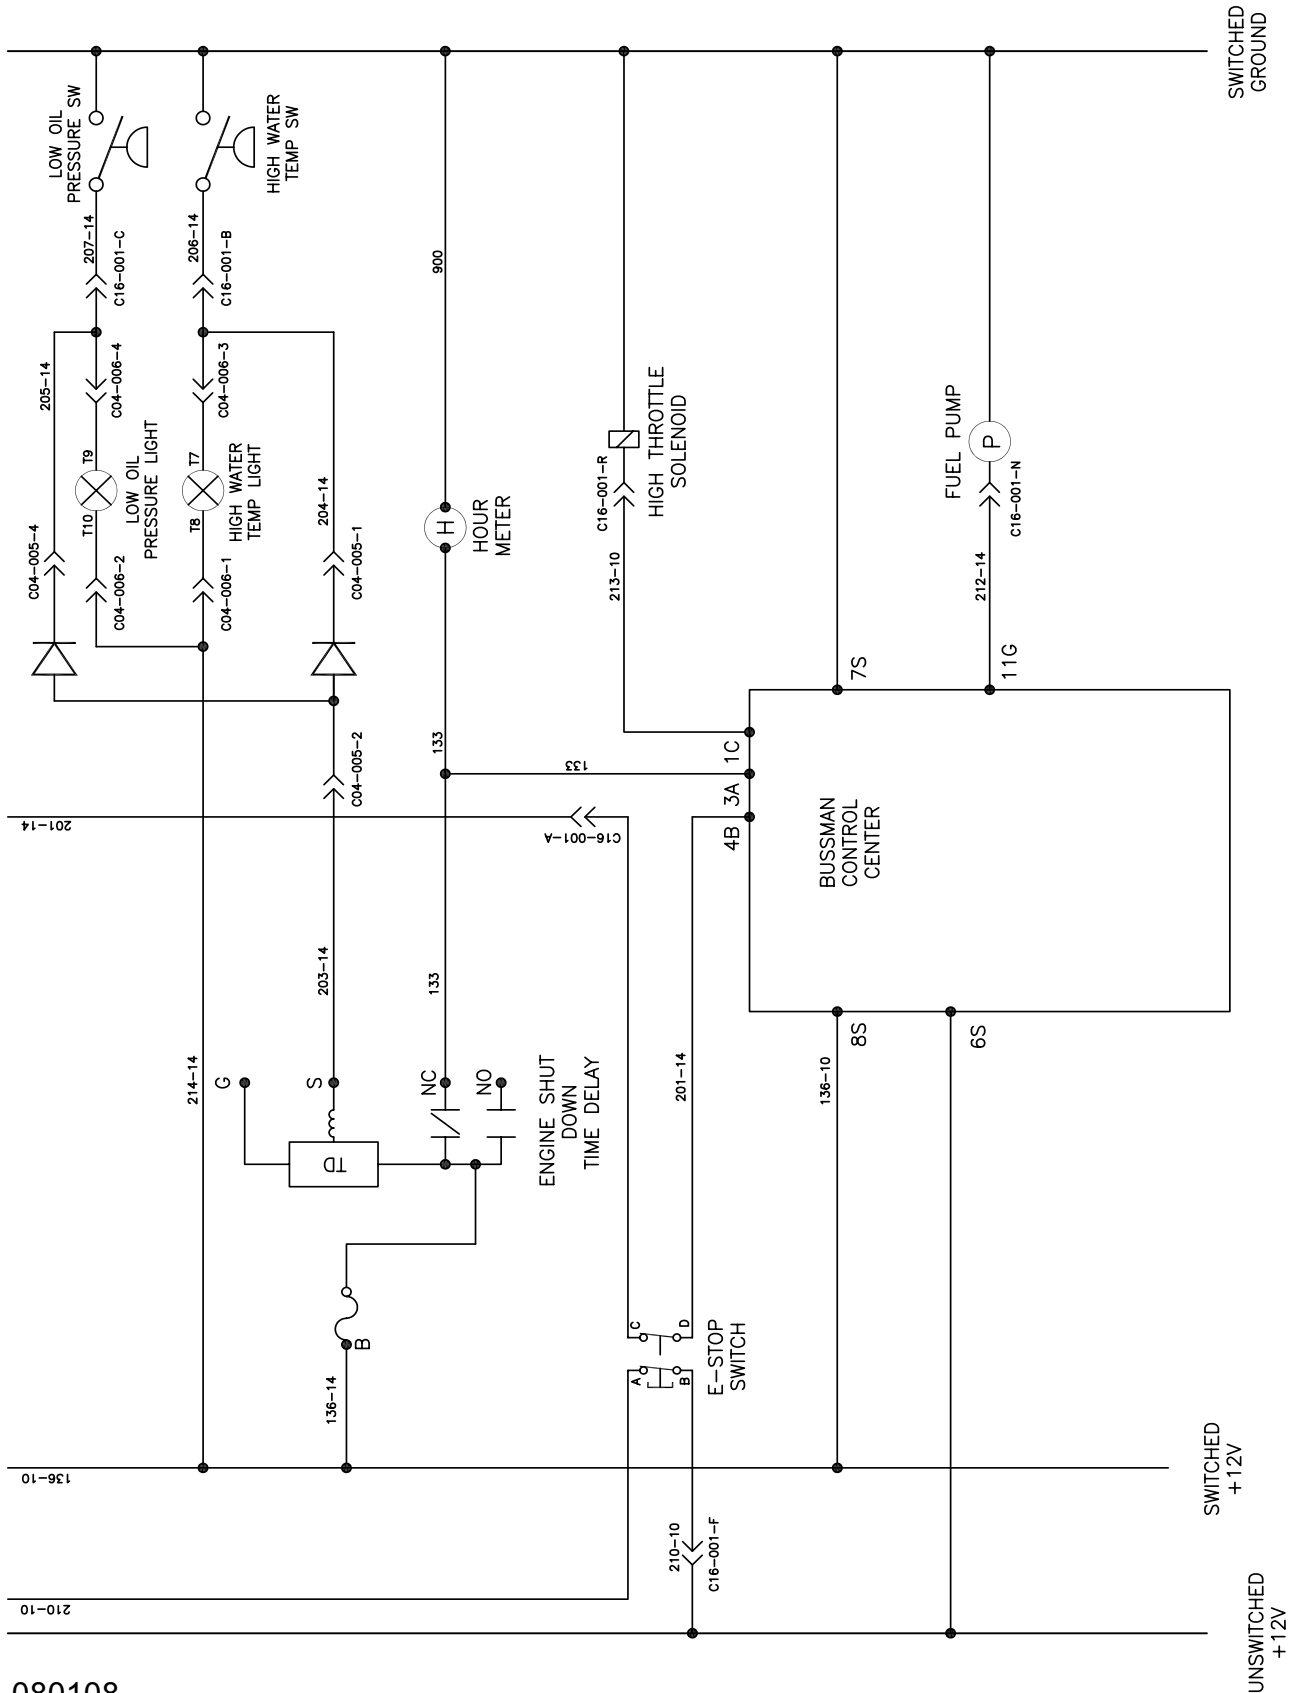 SWITCHED
GROUND
LOW OIL
PRESSURE SW
HIGH WATER
TEMP SW
207-14
C16-001-C
206-14
C16-001-B
900
205-14
C04-006-4
C04-006-3
T9
T10
LOW OIL
PRESSURE LIGHT
T7
T8
HIGH WATER
TEMP LIGHT
204-14
C04-005-4
C04-006-2
C04-006-1
C04-005-1
H
HOUR
METER
C16-001-R
HIGH THROTTLE
SOLENOID
213-10
FUEL PUMP
P
C16-001-N
212-14
7S
11G
1C
3A
4B
133
133
C04-005-2
201-14
C16-001-A
BUSSMAN
CONTROL
CENTER
203-14
133
214-14
G
S
NC
NO
TD
ENGINE SHUT
DOWN
TIME DELAY
201-14
136-10
8S
6S
B
136-14
C
D
A
B
E-STOP
SWITCH
136-10
SWITCHED
+12V
210-10
C16-001-F
210-10
UNSWITCHED
+12V
080108